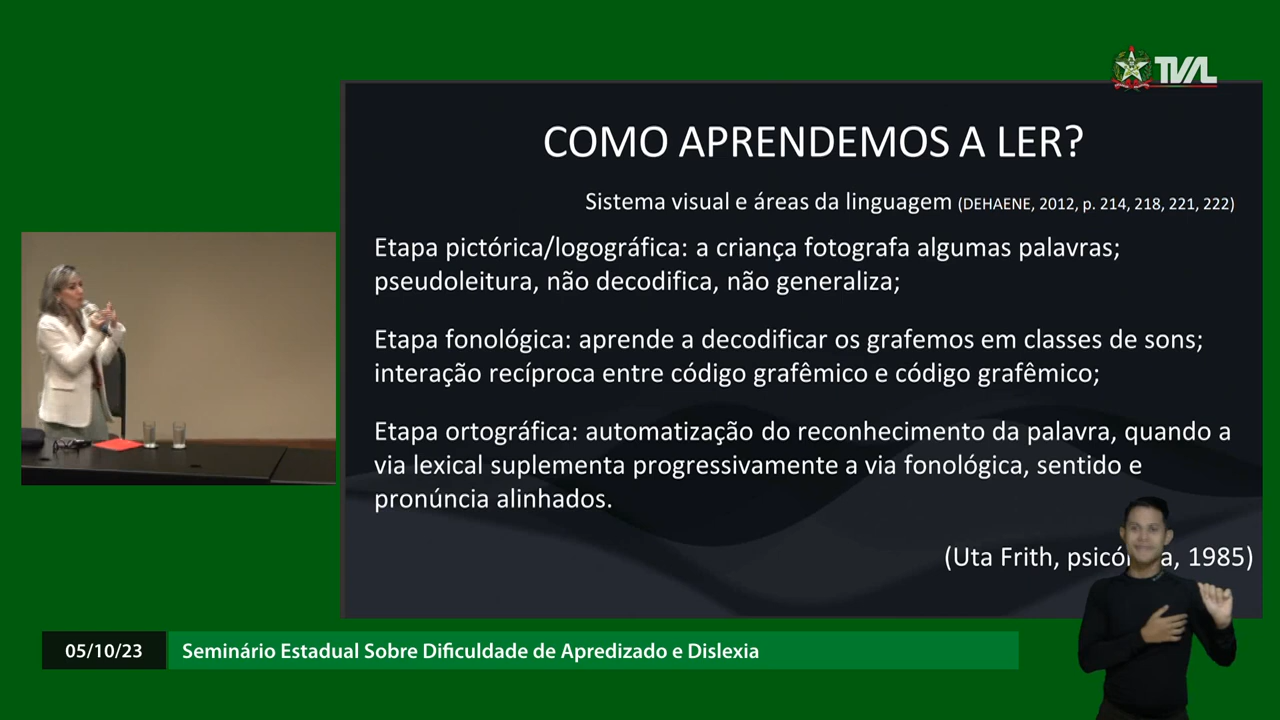 TVAL
COMO APRENDEMOS A LER?
Sistema visual e áreas da linguagem (DEHAENE, 2012, p. 214, 218, 221, 222)
Etapa pictórica/logográfica: a criança fotografa algumas palavras;
pseudoleitura, não decodifica, não generaliza;
Etapa fonológica: aprende a decodificar os grafemos em classes de sons;
interação recíproca entre código grafêmico e código grafêmico;
Etapa ortográfica: automatização do reconhecimento da palavra, quando a
via lexical suplementa progressivamente a via fonológica, sentido e
pronúncia alinhados.
(Uta Frith, 1985)
05/10/23 Seminário Estadual Sobre Dificuldade de Apredizado e Dislexia